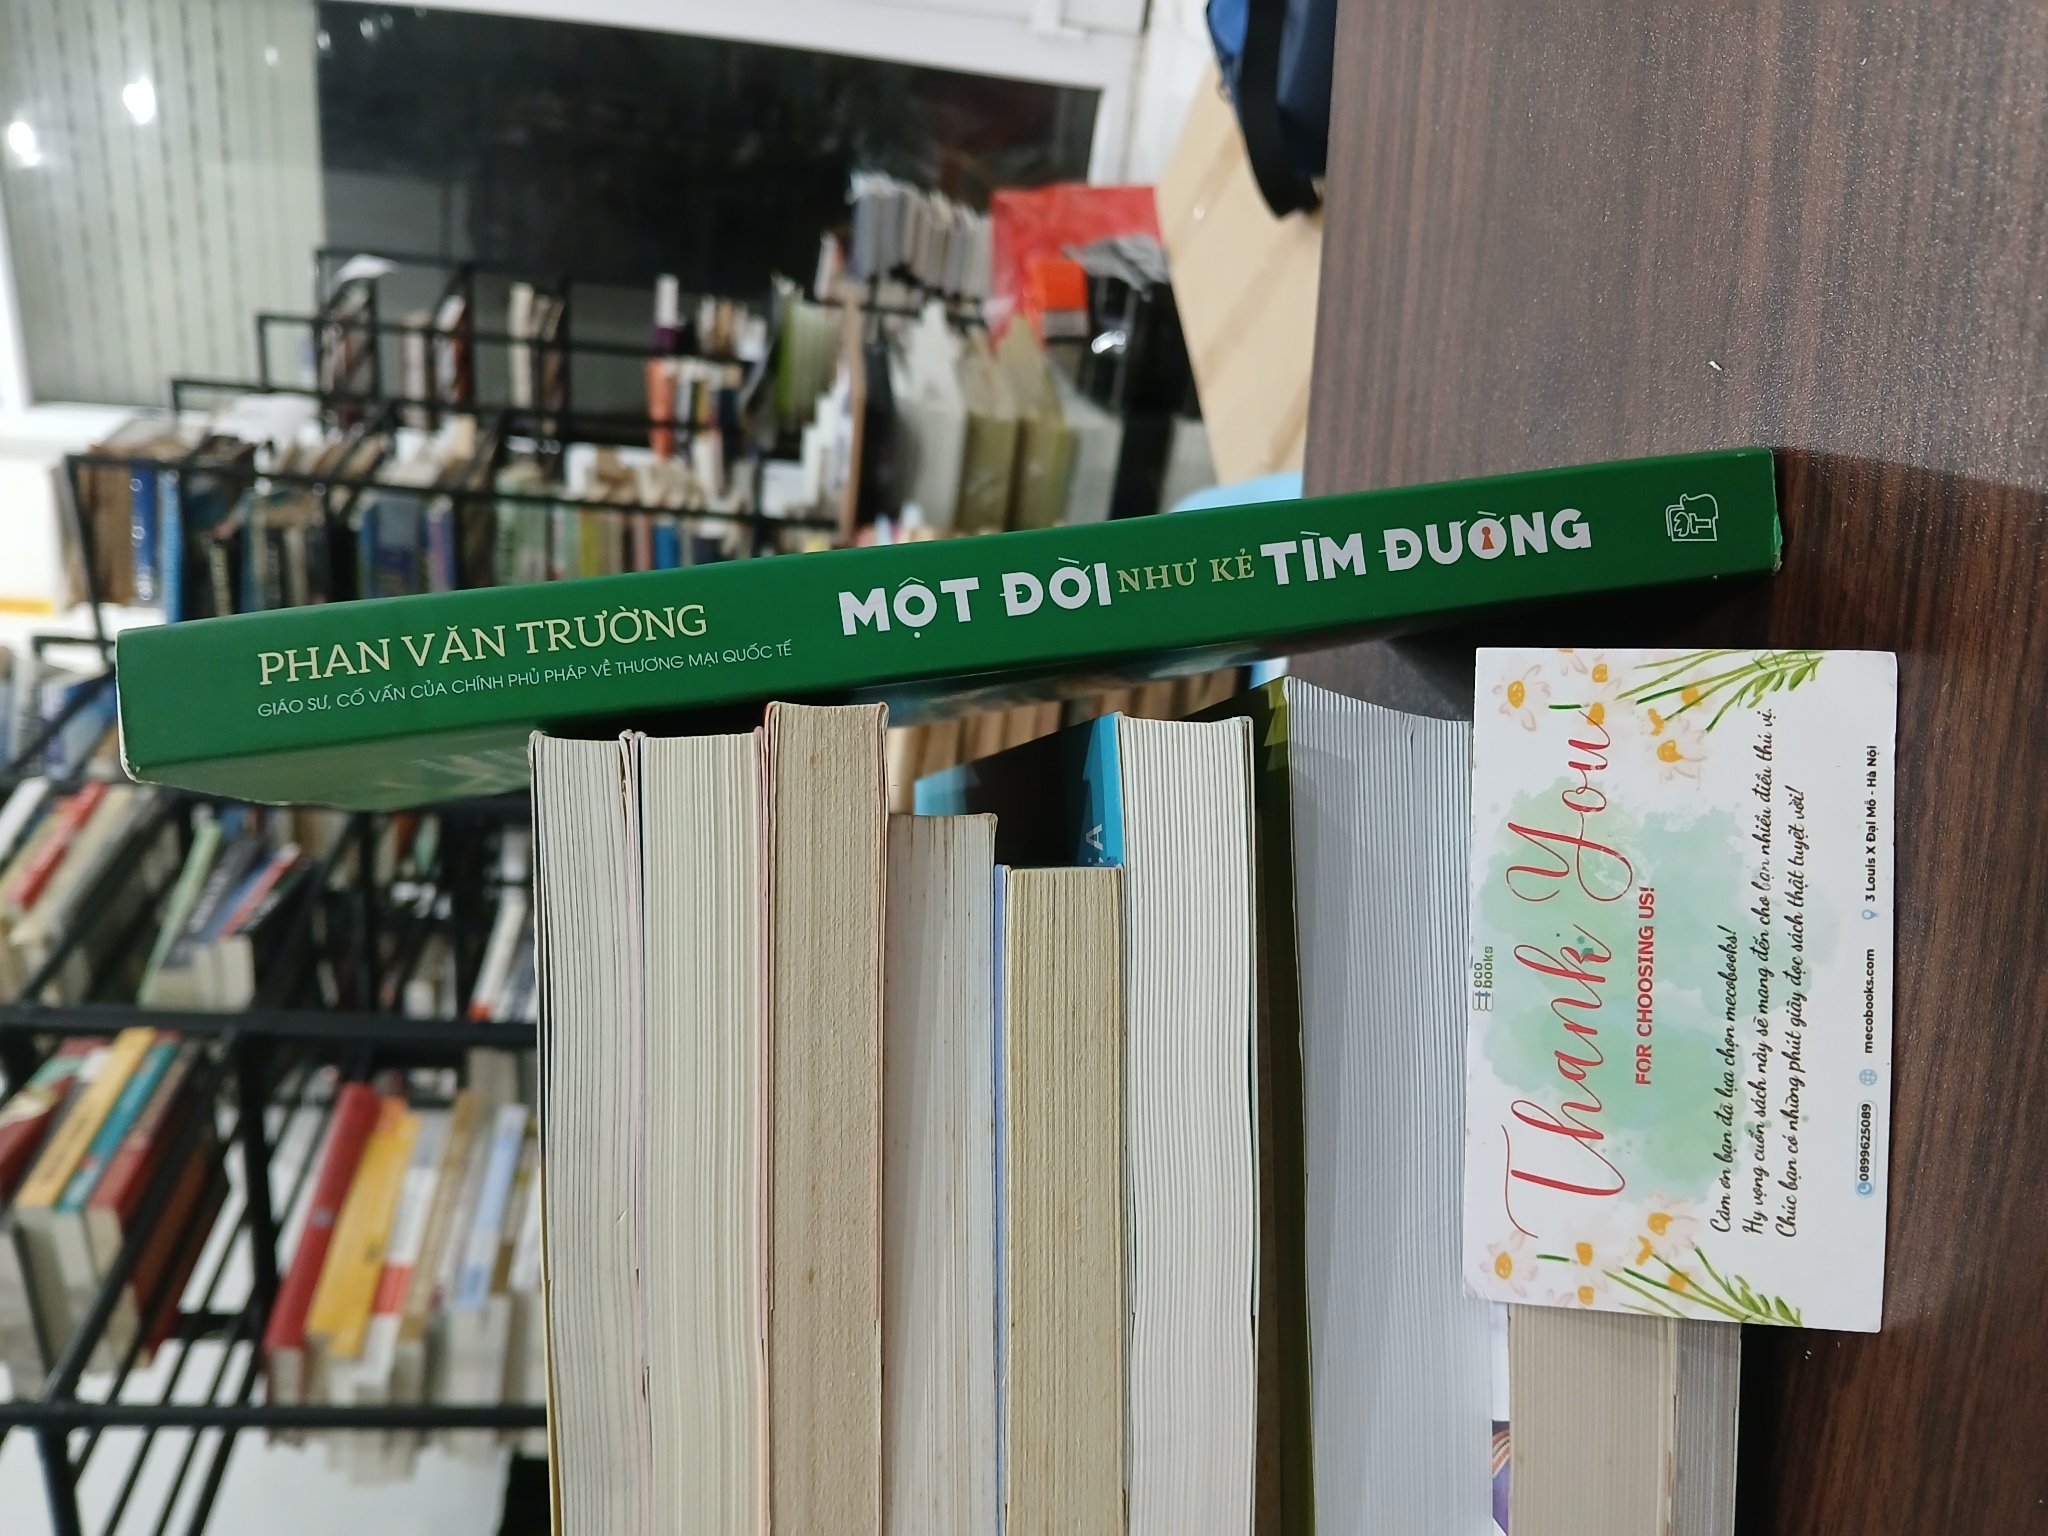 PHAN VĂN TRƯỜNG
GIÁO SƯ, CỐ VẤN CỦA CHÍNH PHỦ PHÁP VỀ THƯƠNG MẠI QUỐC TẾ
MỘT ĐỜI NHƯ KẺ TÌM ĐƯỜNG
eco
books
Thank You
FOR CHOOSING US!
Cảm ơn bạn đã lựa chọn mecobooks!
Hy vọng cuốn sách này sẽ mang đến cho bạn nhiều điều thú vị.
Chúc bạn có những phút giây đọc sách thật tuyệt vời!
0899625089 mecobooks.com 3 Louis X Đại Mỗ - Hà Nội